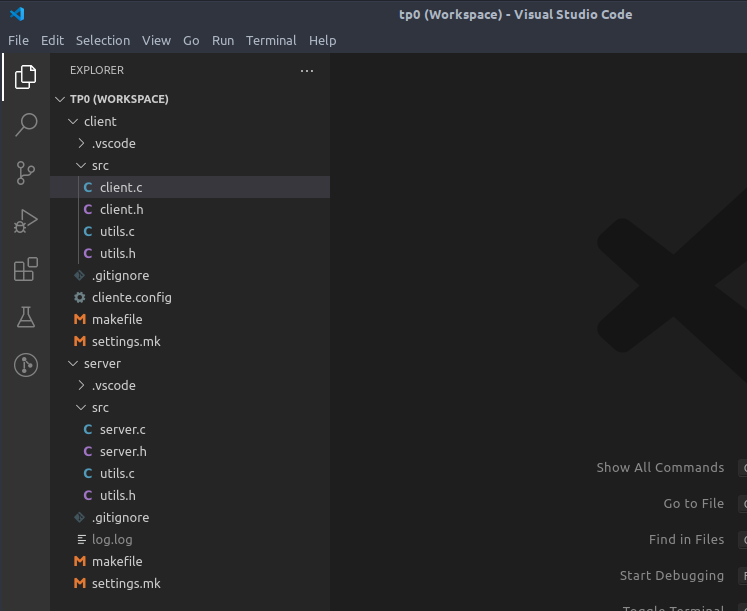 tp0 (Workspace) - Visual Studio Code
File Edit Selection View Go Run Terminal Help
EXPLORER
TP0 (WORKSPACE)
client
.vscode
src
C client.c
C client.h
C utils.c
C utils.h
.gitignore
cliente.config
M makefile
M settings.mk
server
.vscode
src
C server.c
C server.h
C utils.c
C utils.h
.gitignore
log.log
M makefile
M settings.mk
Show All Commands
Go to File
Find in Files
Start Debugging
Toggle Terminal